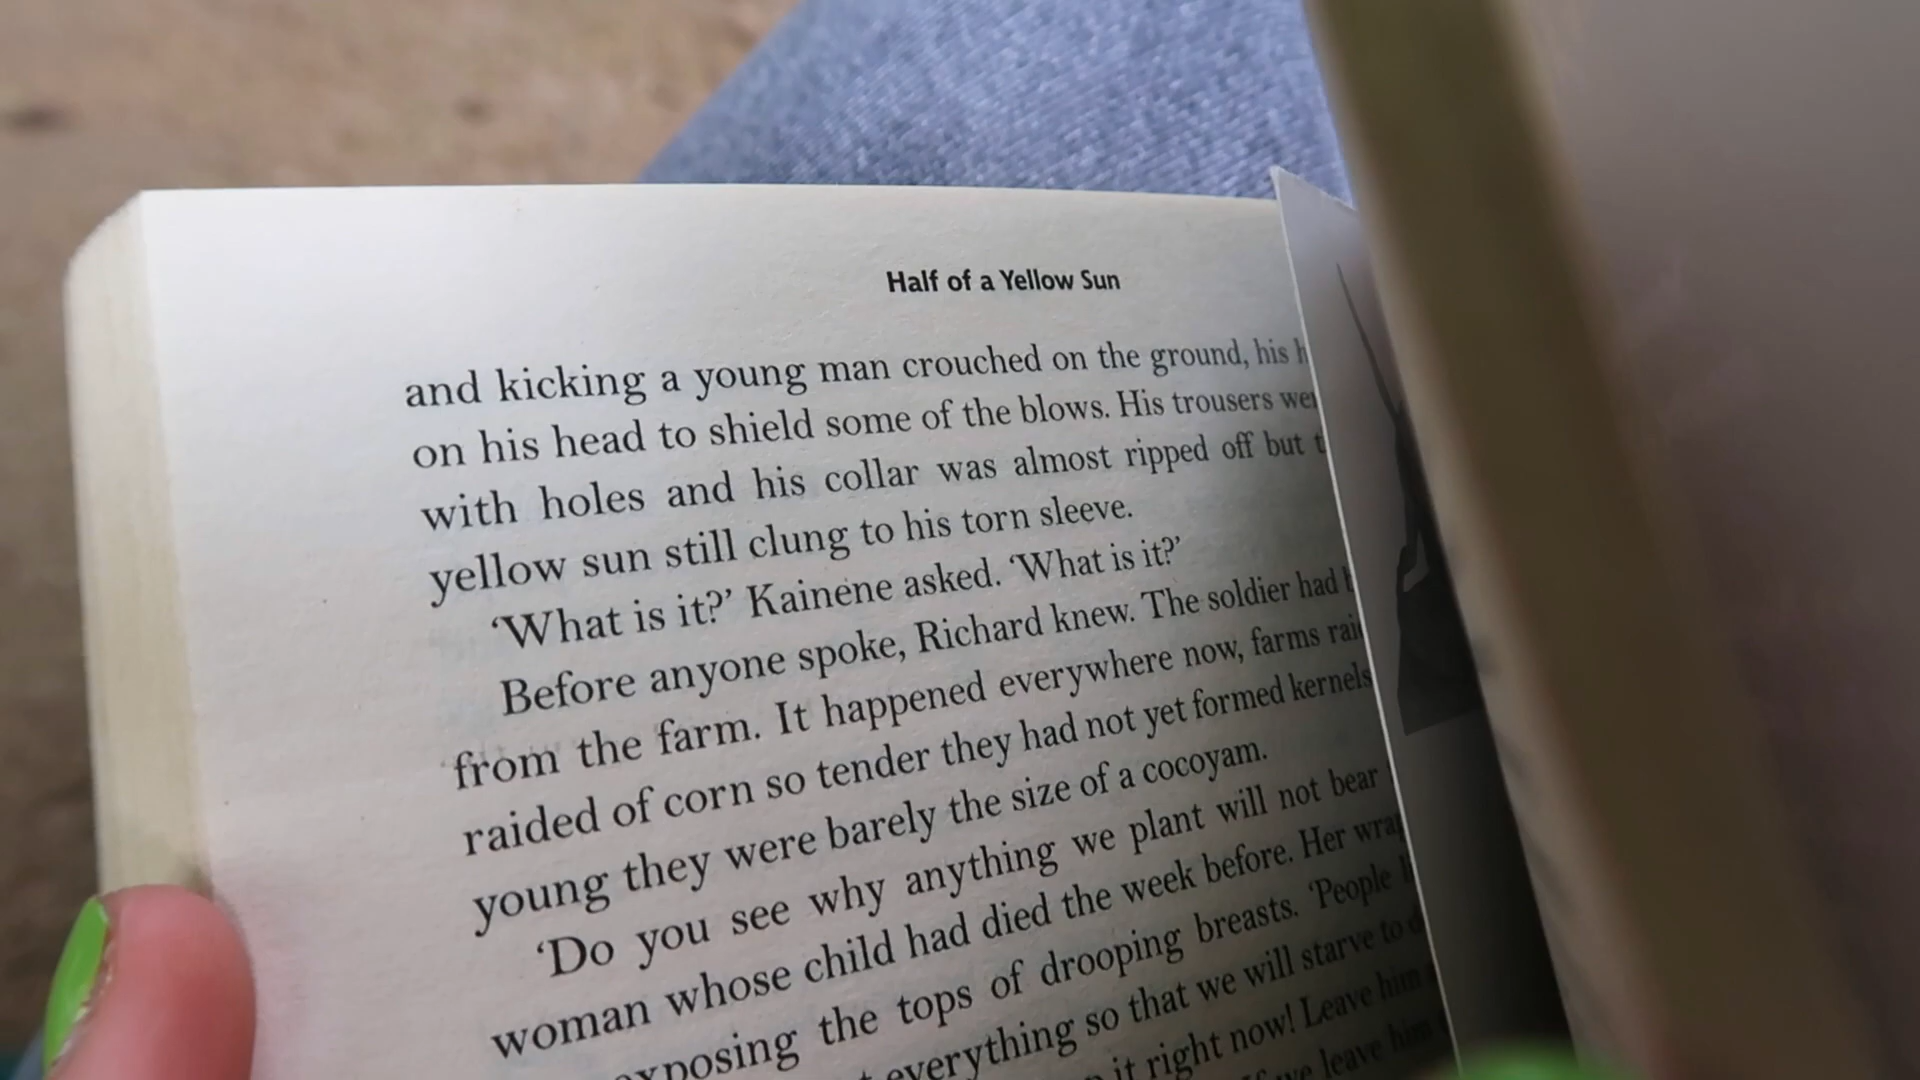 Half of a Yellow Sun
and kicking a young man crouched on the ground, his
on his head to shield some of the blows. His trousers
with holes and his collar was almost ripped off but
yellow sun still clung to his torn sleeve.
‘What is it?’ Kainene asked. ‘What is it?’
Before anyone spoke, Richard knew. The soldier had
from the farm. It happened everywhere now, farms
raided of corn so tender they had not yet formed kernels
young they were barely the size of a cocoyam.
‘Do you see why anything we plant will not bear
woman whose child had died the week before. Her
exposing the tops of drooping breasts. ‘People
everything so that we will starve to
it right now! Leave him
leave him